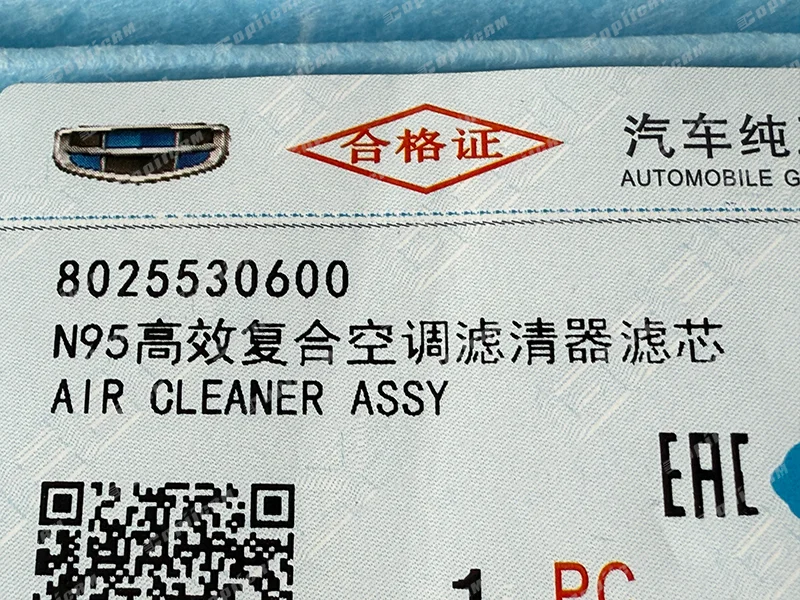 合格证
汽车纯
AUTOMOBILE G
8025530600
N95高效复合空调滤清器滤芯
AIR CLEANER ASSY
EAC
1 PC